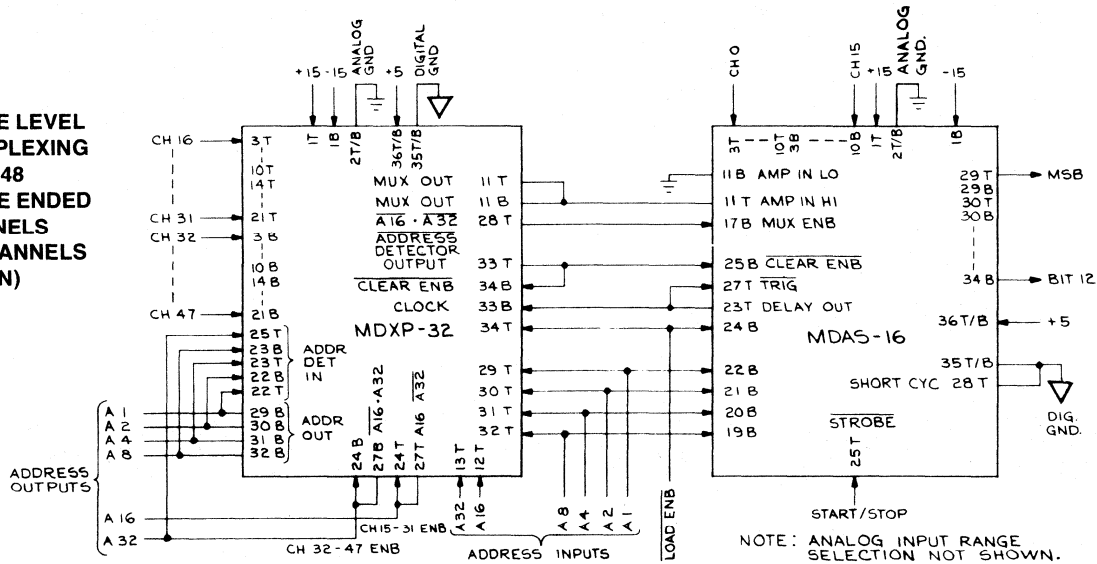 E LEVEL
PLEXING
48
E ENDED
NELS
ANNELS
N)
+15
-15
ANALOG GND
+5
DIGITAL GND
1T
1B
2T/B
36T/B
35T/B
CH 16
3T
10T
14T
CH 31
21T
CH 32
3B
10B
14B
CH 47
21B
25T
23B
23T
22B
22T
ADDR DET IN
29B
30B
31B
32B
ADDR OUT
MUX OUT 11T
MUX OUT 11B
A16 · A32 28T
ADDRESS
DETECTOR
OUTPUT 33T
CLEAR ENB 34B
CLOCK 33B
MDXP-32 34T
29T
30T
31T
32T
24B
27B A16·A32
24T
27T A16 A32
13T
12T
A 1
A 2
A 4
A 8
ADDRESS
OUTPUTS
A 16
A 32
CH15-31 ENB
CH 32-47 ENB
A32
A16
A8
A4
A2
A1
ADDRESS INPUTS
LOAD ENB
CH 0
CH 15
+15
ANALOG GND.
-15
3T
10T
3B
10B
1T
2T/B
1B
11B AMP IN LO
11T AMP IN HI
17B MUX ENB
25B CLEAR ENB
27T TRIG
23T DELAY OUT
24B
MDAS-16
22B
21B
20B
19B
29T
29B
30T
30B
34B
MSB
BIT 12
36T/B
+5
35T/B
SHORT CYC 28T
DIG.
GND.
STROBE
25T
START/STOP
NOTE: ANALOG INPUT RANGE
SELECTION NOT SHOWN.